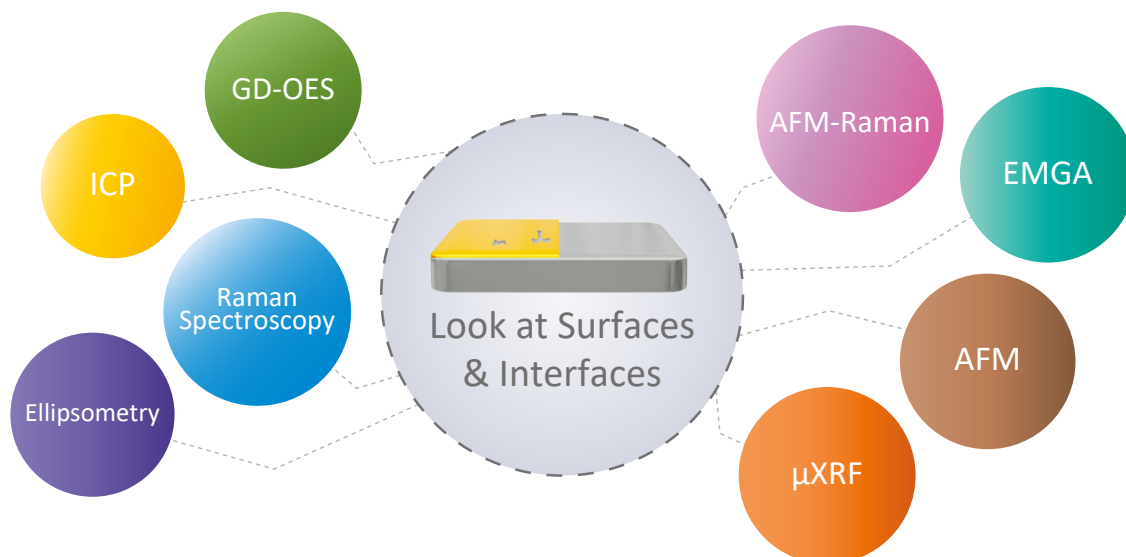 GD-OES
ICP
Raman
Spectroscopy
Ellipsometry
Look at Surfaces
& Interfaces
AFM-Raman
EMGA
AFM
µXRF